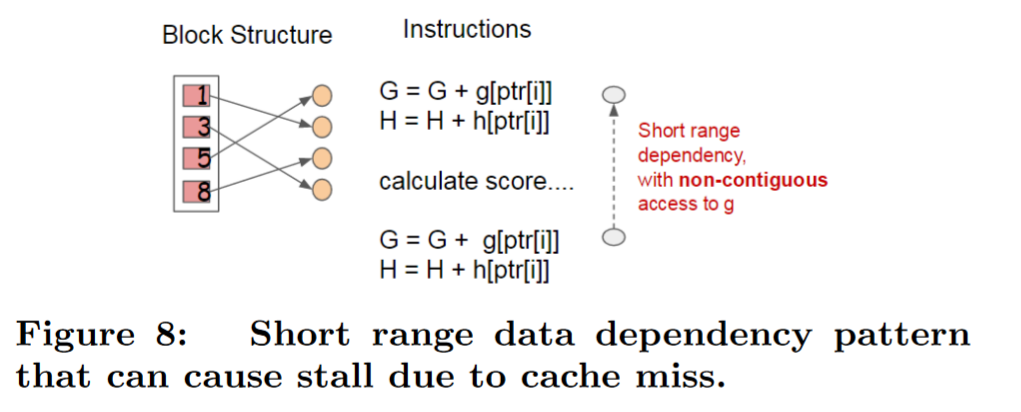 Block Structure
Instructions
1
3
5
8
G = G + g[ptr[i]]
H = H + h[ptr[i]]
calculate score....
G = G + g[ptr[i]]
H = H + h[ptr[i]]
Short range
dependency,
with non-contiguous
access to g
Figure 8: Short range data dependency pattern
that can cause stall due to cache miss.